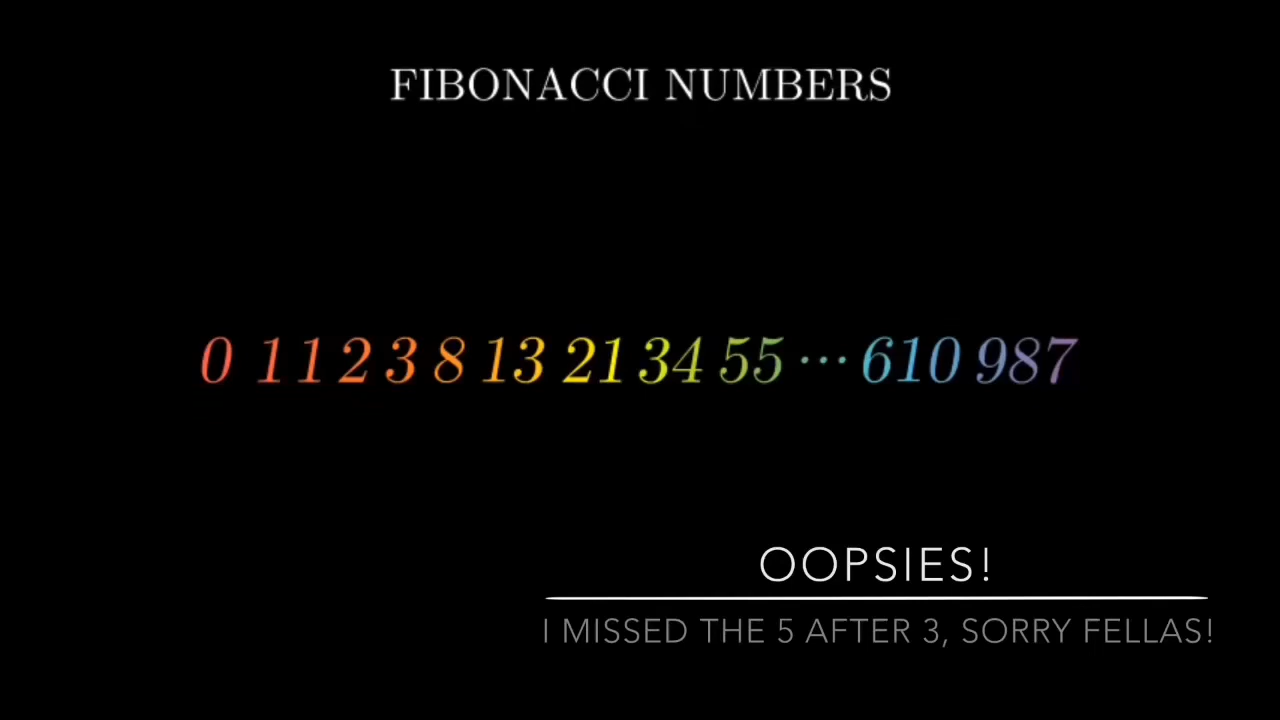 FIBONACCI NUMBERS
0 1 1 2 3 8 13 21 34 55 ··· 610 987
OOPSIES!
I MISSED THE 5 AFTER 3, SORRY FELLAS!